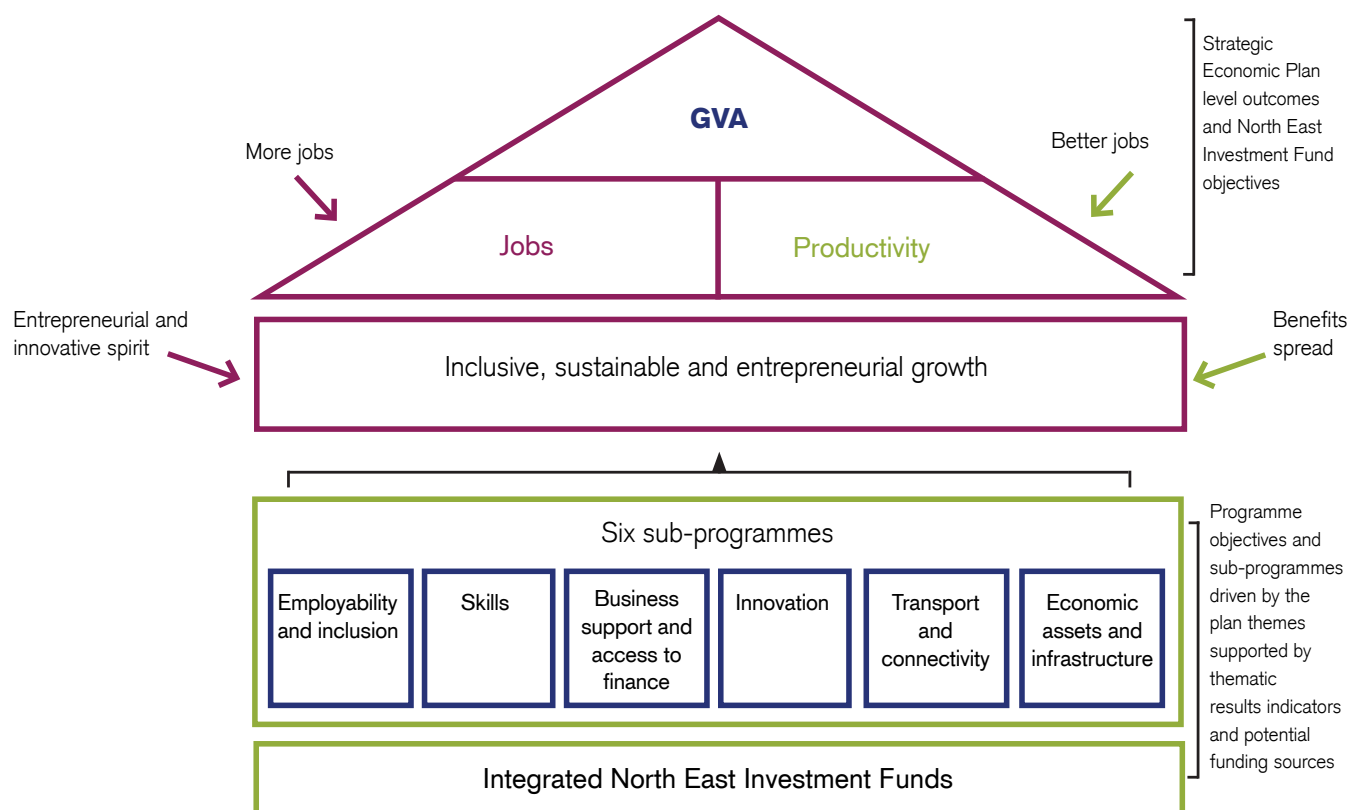 GVA
Strategic
Economic Plan
level outcomes
and North East
Investment Fund
objectives
More jobs
Better jobs
Jobs
Productivity
Entrepreneurial and
innovative spirit
Inclusive, sustainable and entrepreneurial growth
Benefits
spread
Six sub-programmes
Employability
and inclusion
Skills
Business
support and
access to
finance
Innovation
Transport
and
connectivity
Economic
assets and
infrastructure
Programme
objectives and
sub-programmes
driven by the
plan themes
supported by
thematic
results indicators
and potential
funding sources
Integrated North East Investment Funds